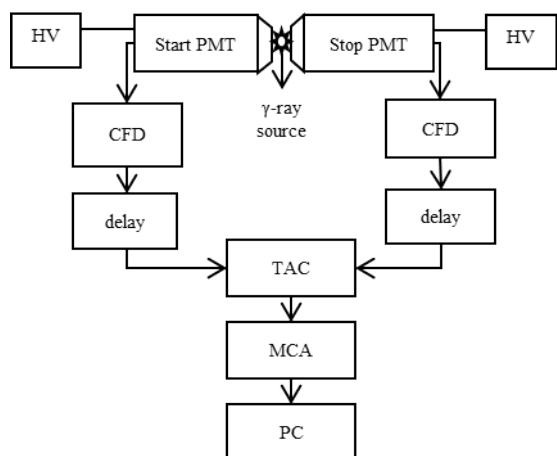 HV
Start PMT
Stop PMT
HV
γ-ray
source
CFD
CFD
delay
delay
TAC
MCA
PC